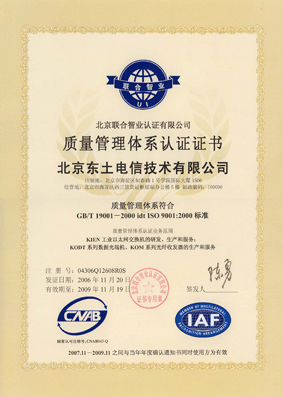 联合智业
UI
北京联合智业认证有限公司
质量管理体系认证证书
北京东土电信技术有限公司
质量管理体系符合
GB/T 19001—2000 idt ISO 9001:2000 标准
质量管理体系认证业务范围
KIEN 工业以太网交换机的研发、生产和服务;
KODT 系列数据光端机、KOM 系列光纤收发器的生产和服务
注册号：04306Q12608R0S
发证日期：2006 年 11 月 20 日
有效期至：2009 年 11 月 19 日
签发人：
证书专用章
CNAB
IAF
2007.11－2009.11 之间与当年年度确认通知书同时使用方为有效